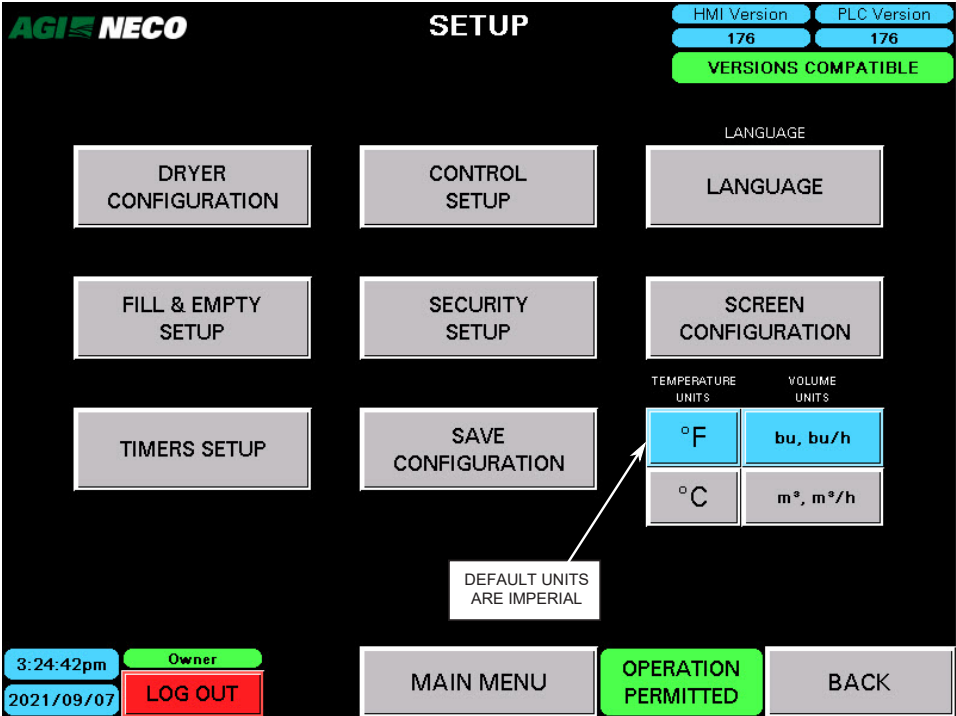 AGI NECO
SETUP
HMI Version
PLC Version
176
176
VERSIONS COMPATIBLE
LANGUAGE
DRYER
CONFIGURATION
CONTROL
SETUP
LANGUAGE
FILL & EMPTY
SETUP
SECURITY
SETUP
SCREEN
CONFIGURATION
TEMPERATURE
UNITS
VOLUME
UNITS
TIMERS SETUP
SAVE
CONFIGURATION
°F
bu, bu/h
°C
m³, m³/h
DEFAULT UNITS
ARE IMPERIAL
3:24:42pm
Owner
2021/09/07
LOG OUT
MAIN MENU
OPERATION
PERMITTED
BACK